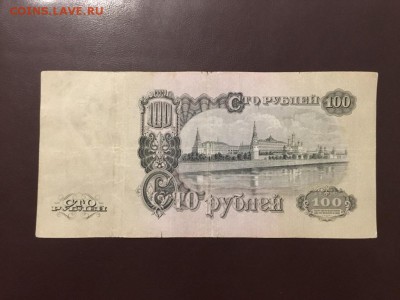 COINS.LAVE.RU
100
СТО РУБЛЕЙ
100
СТО
РУБЛЕЙ
Сто рублей
100